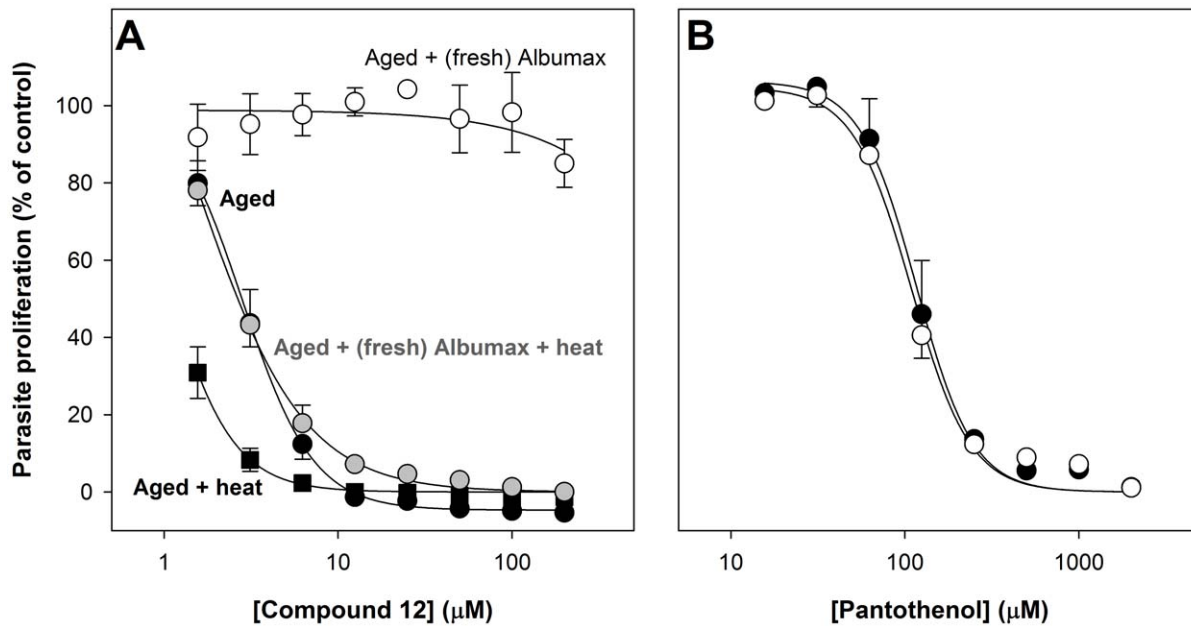 A
B
Parasite proliferation (% of control)
100
80
60
40
20
0
Aged + (fresh) Albumax
Aged
Aged + (fresh) Albumax + heat
Aged + heat
1
10
100
10
100
1000
[Compound 12] (μM)
[Pantothenol] (μM)